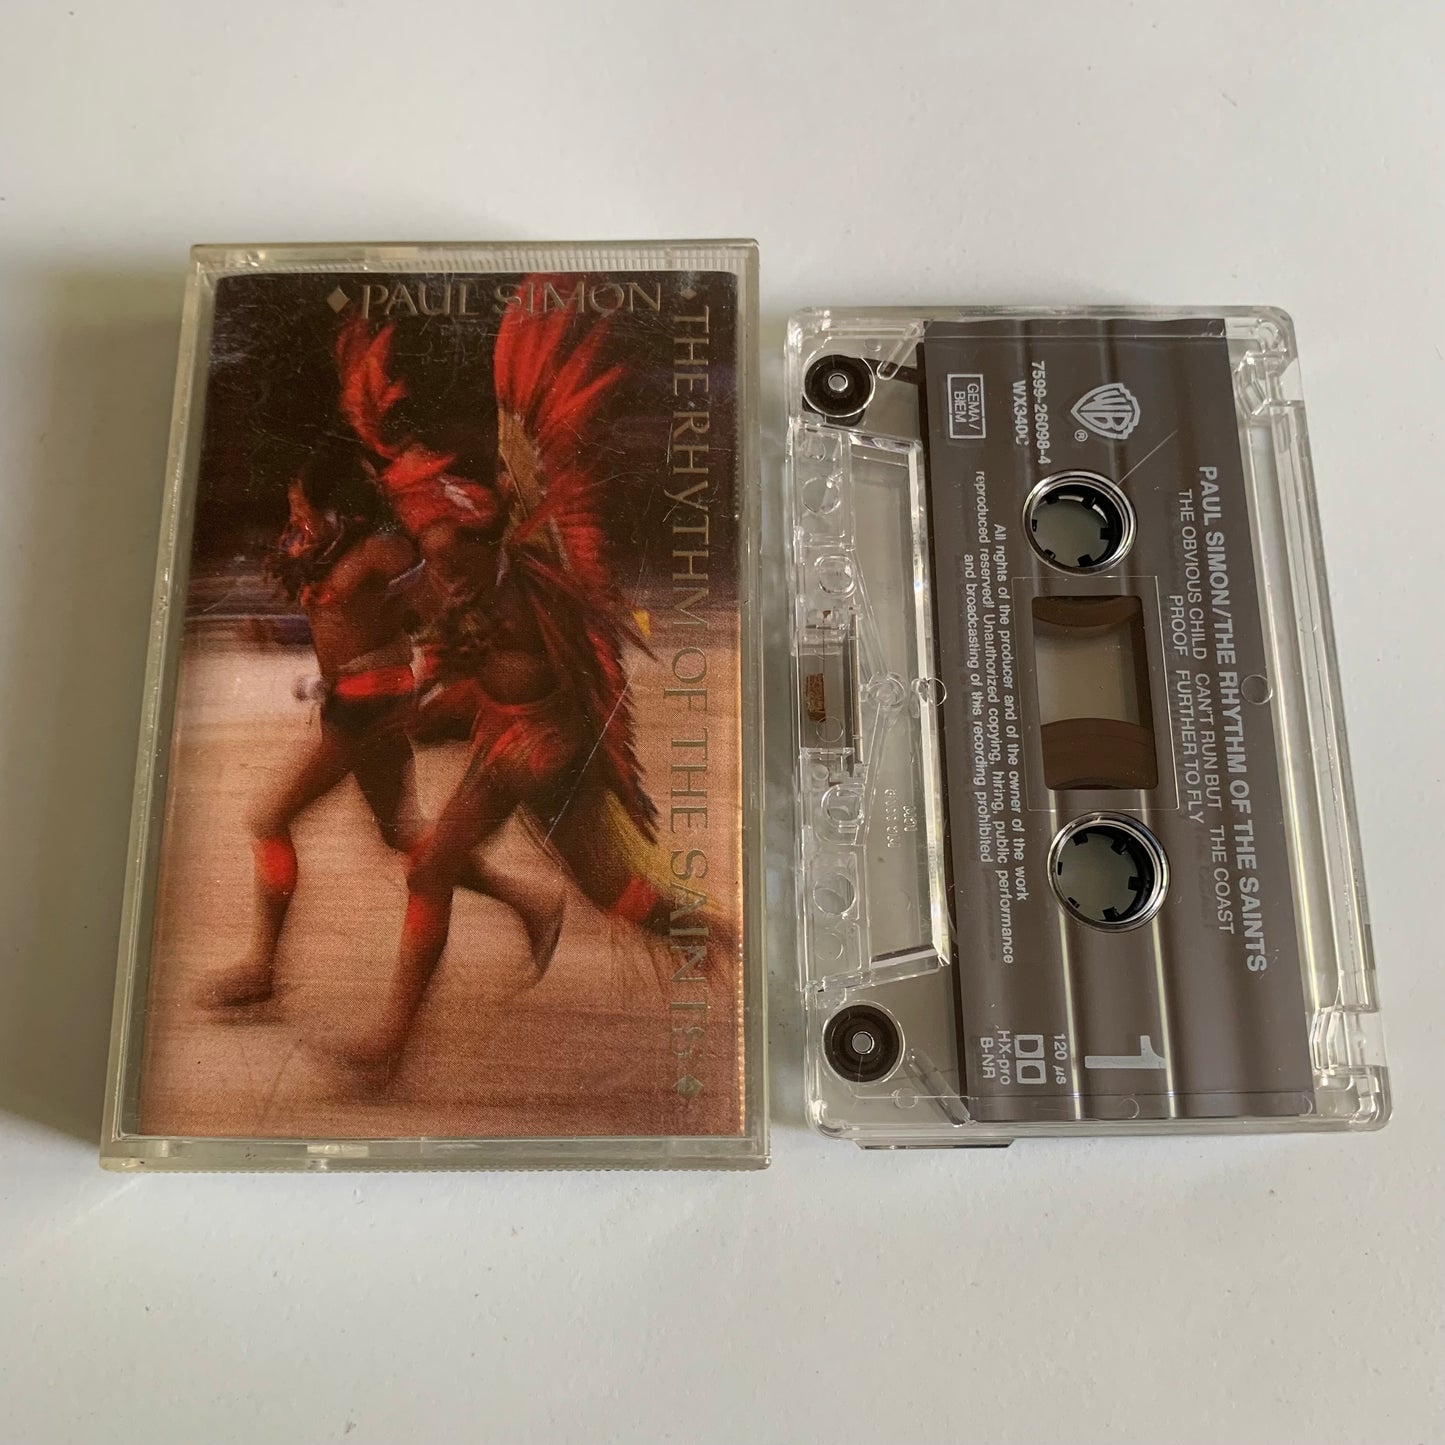 ◆ PAUL SIMON ◆
THE·RHYTHM OF THE SAINTS ◆
WB
®
7599-26098-4
WX340C
GEMA/
BIEM
PAUL SIMON/THE RHYTHM OF THE SAINTS
THE OBVIOUS CHILD CAN'T RUN BUT THE COAST
PROOF FURTHER TO FLY
All rights of the producer and of the owner of the work
reproduced reserved! Unauthorized copying, hiring, public performance
and broadcasting of this recording prohibited
1
120 µs
HX-pro
B-NR